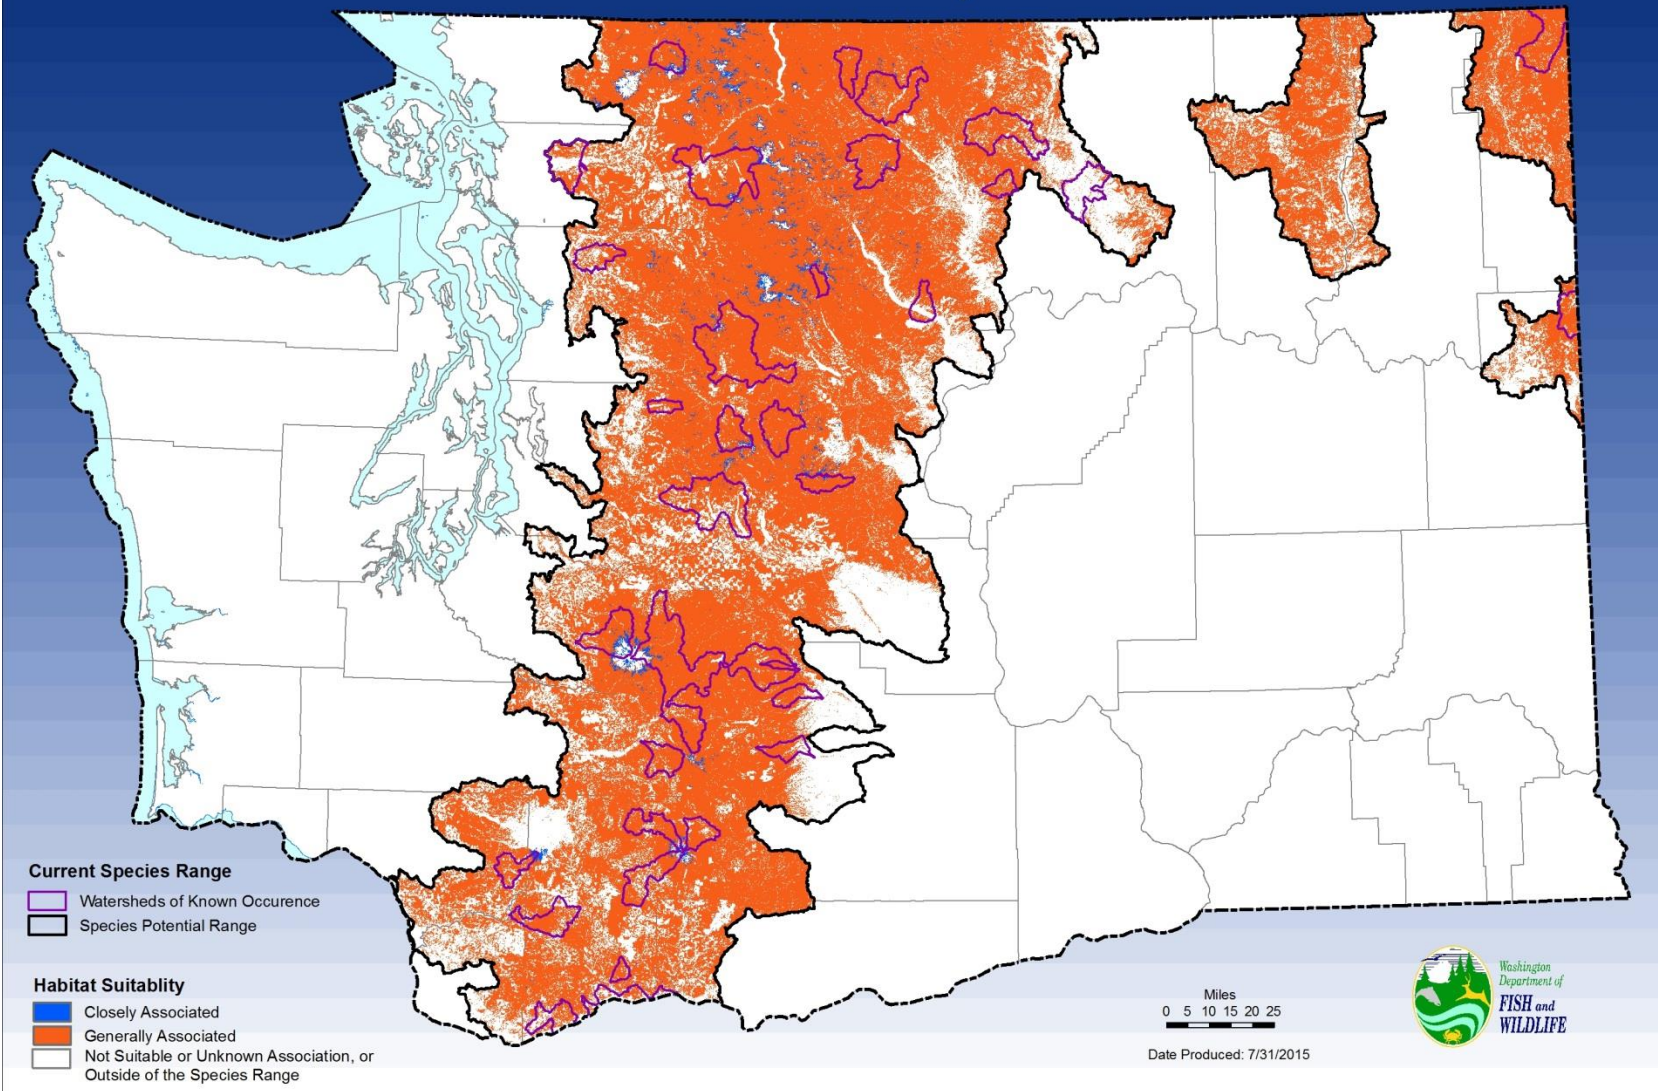 Current Species Range
Watersheds of Known Occurence
Species Potential Range
Habitat Suitablity
Closely Associated
Generally Associated
Not Suitable or Unknown Association, or
Outside of the Species Range
Miles
0 5 10 15 20 25
Date Produced: 7/31/2015
Washington
Department of
FISH and
WILDLIFE